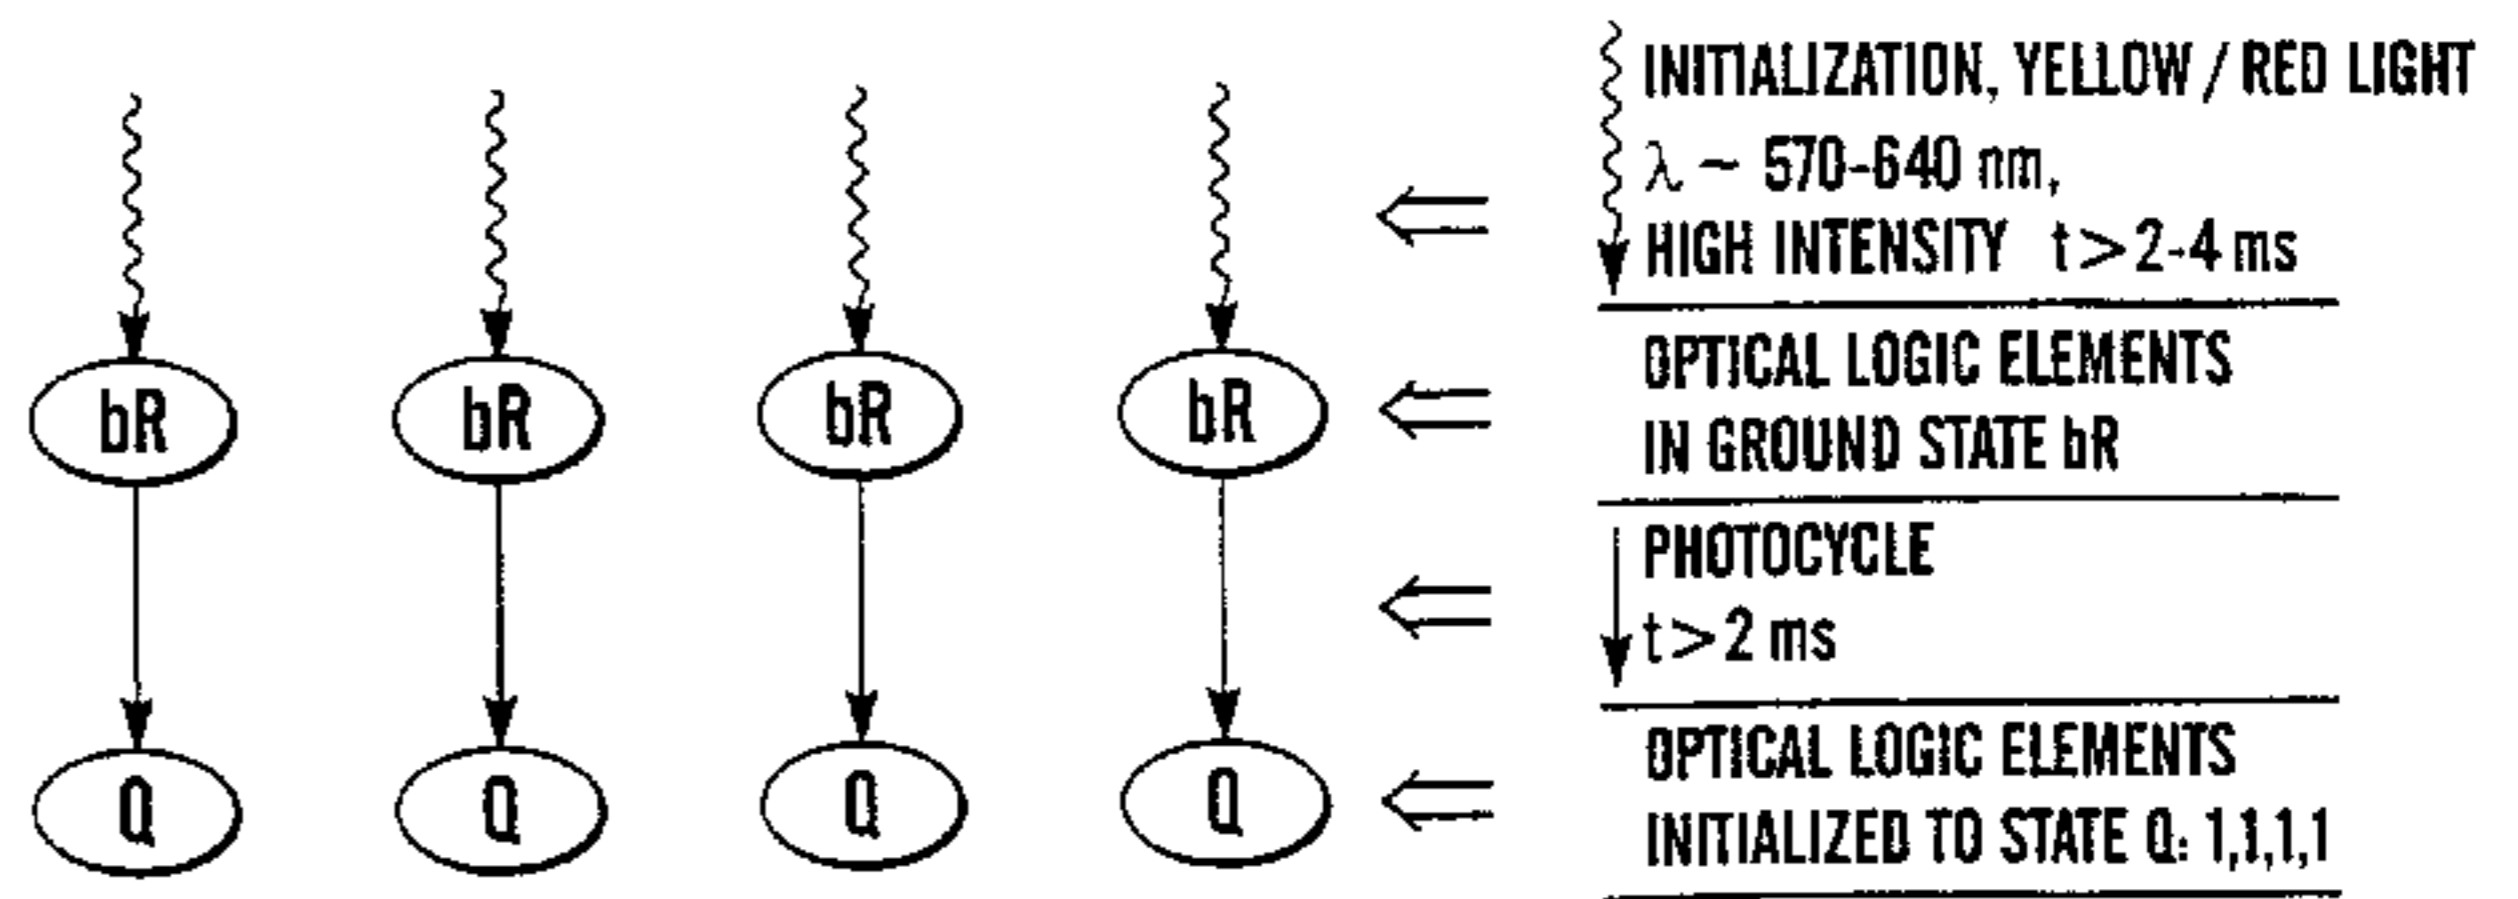 INITIALIZATION, YELLOW / RED LIGHT
λ ~ 570-640 nm,
HIGH INTENSITY t > 2-4 ms
bR bR bR bR
OPTICAL LOGIC ELEMENTS
IN GROUND STATE bR
PHOTOCYCLE
t > 2 ms
Q Q Q Q
OPTICAL LOGIC ELEMENTS
INITIALIZED TO STATE Q: 1,1,1,1